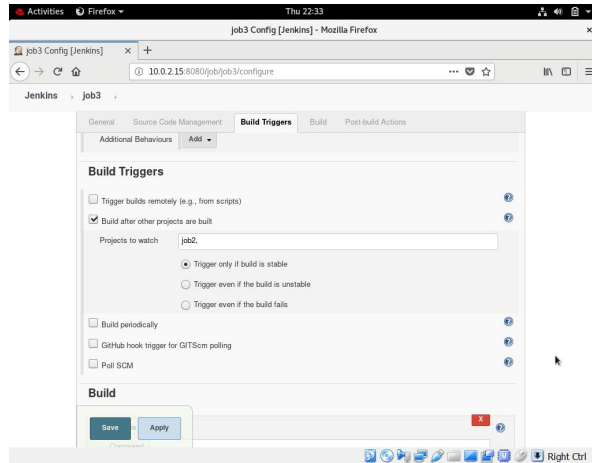 Activities Firefox Thu 22:33
job3 Config [Jenkins] - Mozilla Firefox ×
job3 Config [Jenkins] × +
10.0.2.15:8080/job/job3/configure
Jenkins job3
General Source Code Management Build Triggers Build Post-build Actions
Additional Behaviours Add
Build Triggers
Trigger builds remotely (e.g., from scripts)
Build after other projects are built
Projects to watch job2,
Trigger only if build is stable
Trigger even if the build is unstable
Trigger even if the build fails
Build periodically
GitHub hook trigger for GITScm polling
Poll SCM
Build
Save Apply X
Command
Right Ctrl